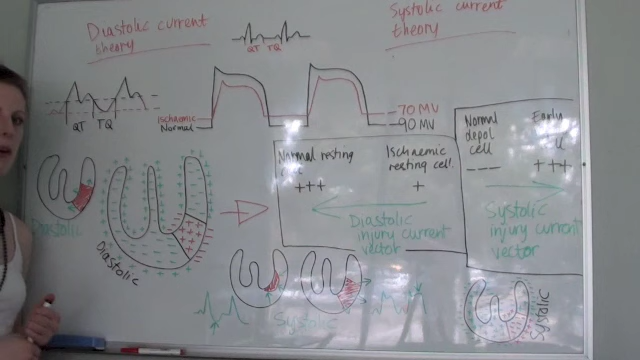 Diastolic current
theory
Systolic current
theory
QT TQ
QT TQ
Ischaemic
Normal
70 MV
90 MV
Normal resting
+++
Ischaemic
resting cell.
+
Diastolic
injury current
vector
Normal
depol
cell
---
Early
+++
Systolic
injury current
vector
Diastolic
Diastolic
Systolic
Systolic